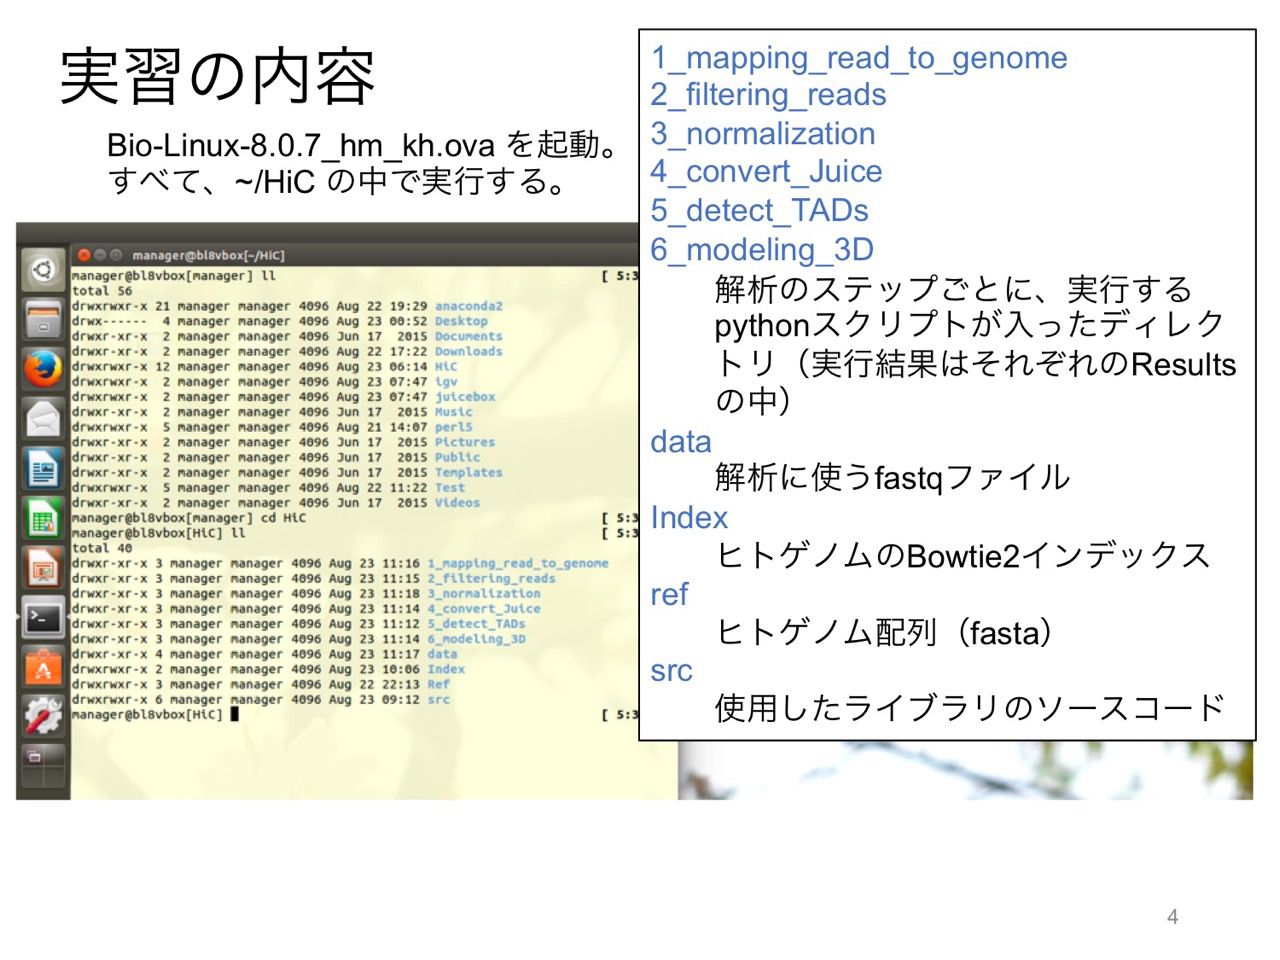 実習の内容
Bio-Linux-8.0.7_hm_kh.ova を起動。
すべて、~/HiC の中で実行する。
manager@bl8vbox[~/HiC]
manager@bl8vbox[manager] ll [ 5:3
total 56
drwxrwxr-x 21 manager manager 4096 Aug 22 19:29 anaconda2
drwx------ 4 manager manager 4096 Aug 23 00:52 Desktop
drwxr-xr-x 2 manager manager 4096 Jun 17 2015 Documents
drwxr-xr-x 2 manager manager 4096 Aug 22 17:22 Downloads
drwxrwxr-x 12 manager manager 4096 Aug 23 06:14 HiC
drwxr-xr-x 2 manager manager 4096 Aug 23 07:47 igv
drwxr-xr-x 2 manager manager 4096 Aug 23 07:47 juicebox
drwxr-xr-x 2 manager manager 4096 Jun 17 2015 Music
drwxrwxr-x 5 manager manager 4096 Aug 21 14:07 perl5
drwxr-xr-x 2 manager manager 4096 Jun 17 2015 Pictures
drwxr-xr-x 2 manager manager 4096 Jun 17 2015 Public
drwxr-xr-x 2 manager manager 4096 Jun 17 2015 Templates
drwxrwxr-x 5 manager manager 4096 Aug 22 11:22 Test
drwxr-xr-x 2 manager manager 4096 Jun 17 2015 Videos
manager@bl8vbox[manager] cd HiC [ 5:3
manager@bl8vbox[HiC] ll [ 5:3
total 40
drwxr-xr-x 3 manager manager 4096 Aug 23 11:16 1_mapping_read_to_genome
drwxr-xr-x 3 manager manager 4096 Aug 23 11:15 2_filtering_reads
drwxr-xr-x 3 manager manager 4096 Aug 23 11:18 3_normalization
drwxr-xr-x 3 manager manager 4096 Aug 23 11:14 4_convert_Juice
drwxr-xr-x 3 manager manager 4096 Aug 23 11:12 5_detect_TADs
drwxr-xr-x 3 manager manager 4096 Aug 23 11:14 6_modeling_3D
drwxr-xr-x 4 manager manager 4096 Aug 23 11:17 data
drwxrwxr-x 2 manager manager 4096 Aug 23 10:06 Index
drwxrwxr-x 3 manager manager 4096 Aug 22 22:13 Ref
drwxrwxr-x 6 manager manager 4096 Aug 23 09:12 src
manager@bl8vbox[HiC] [ 5:3
1_mapping_read_to_genome
2_filtering_reads
3_normalization
4_convert_Juice
5_detect_TADs
6_modeling_3D
解析のステップごとに、実行する
pythonスクリプトが入ったディレク
トリ（実行結果はそれぞれのResults
の中）
data
解析に使うfastqファイル
Index
ヒトゲノムのBowtie2インデックス
ref
ヒトゲノム配列（fasta）
src
使用したライブラリのソースコード
4